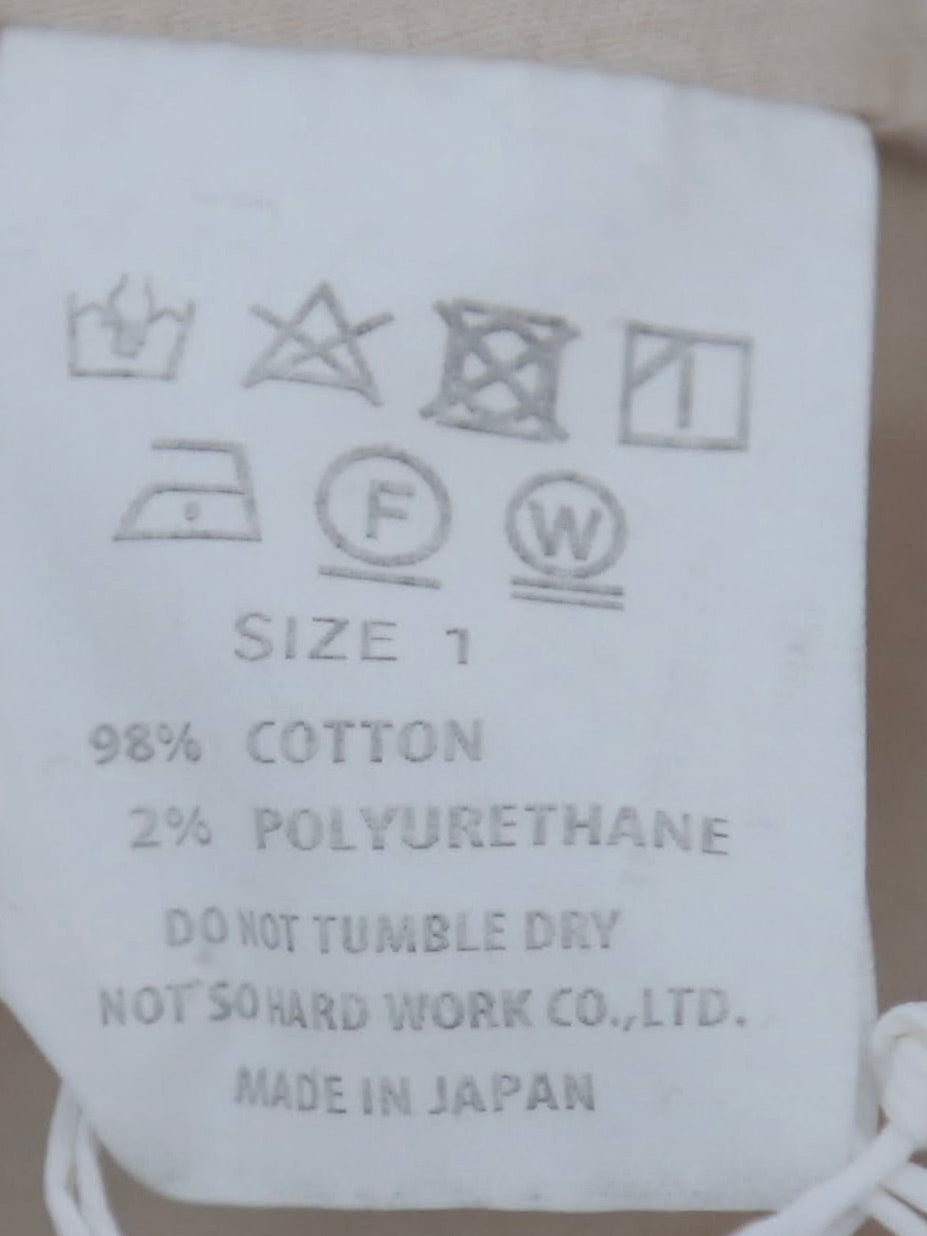 F W
SIZE 1
98% COTTON
2% POLYURETHANE
DO NOT TUMBLE DRY
NOT SO HARD WORK CO.,LTD.
MADE IN JAPAN